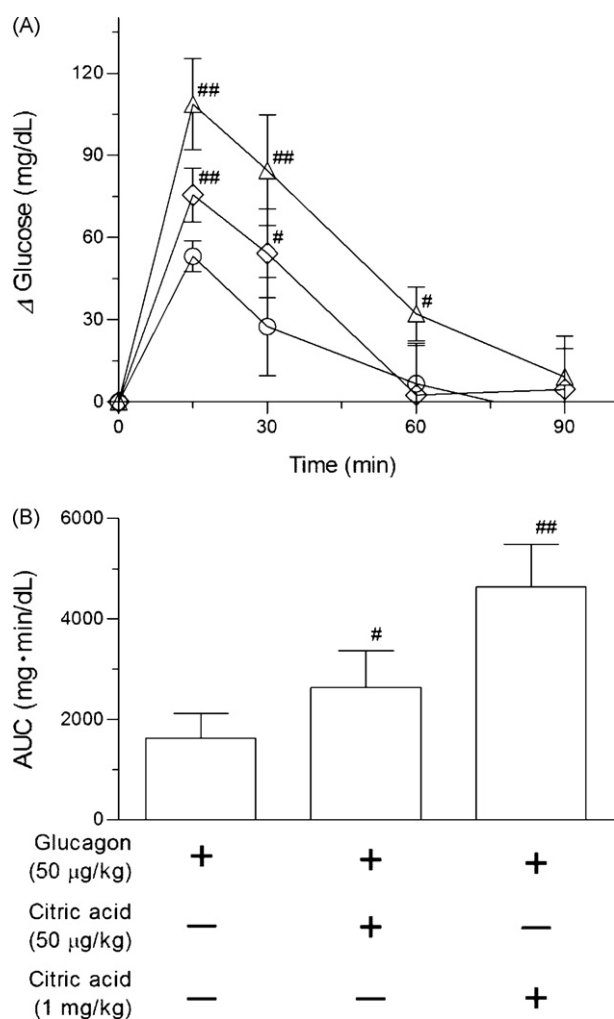 (A)
Δ Glucose (mg/dL)
120
90
60
30
0
##
##
##
#
#
0 30 60 90
Time (min)
(B)
AUC (mg·min/dL)
6000
4000
2000
0
#
##
Glucagon
(50 μg/kg) + + +
Citric acid
(50 μg/kg) — + —
Citric acid
(1 mg/kg) — — +